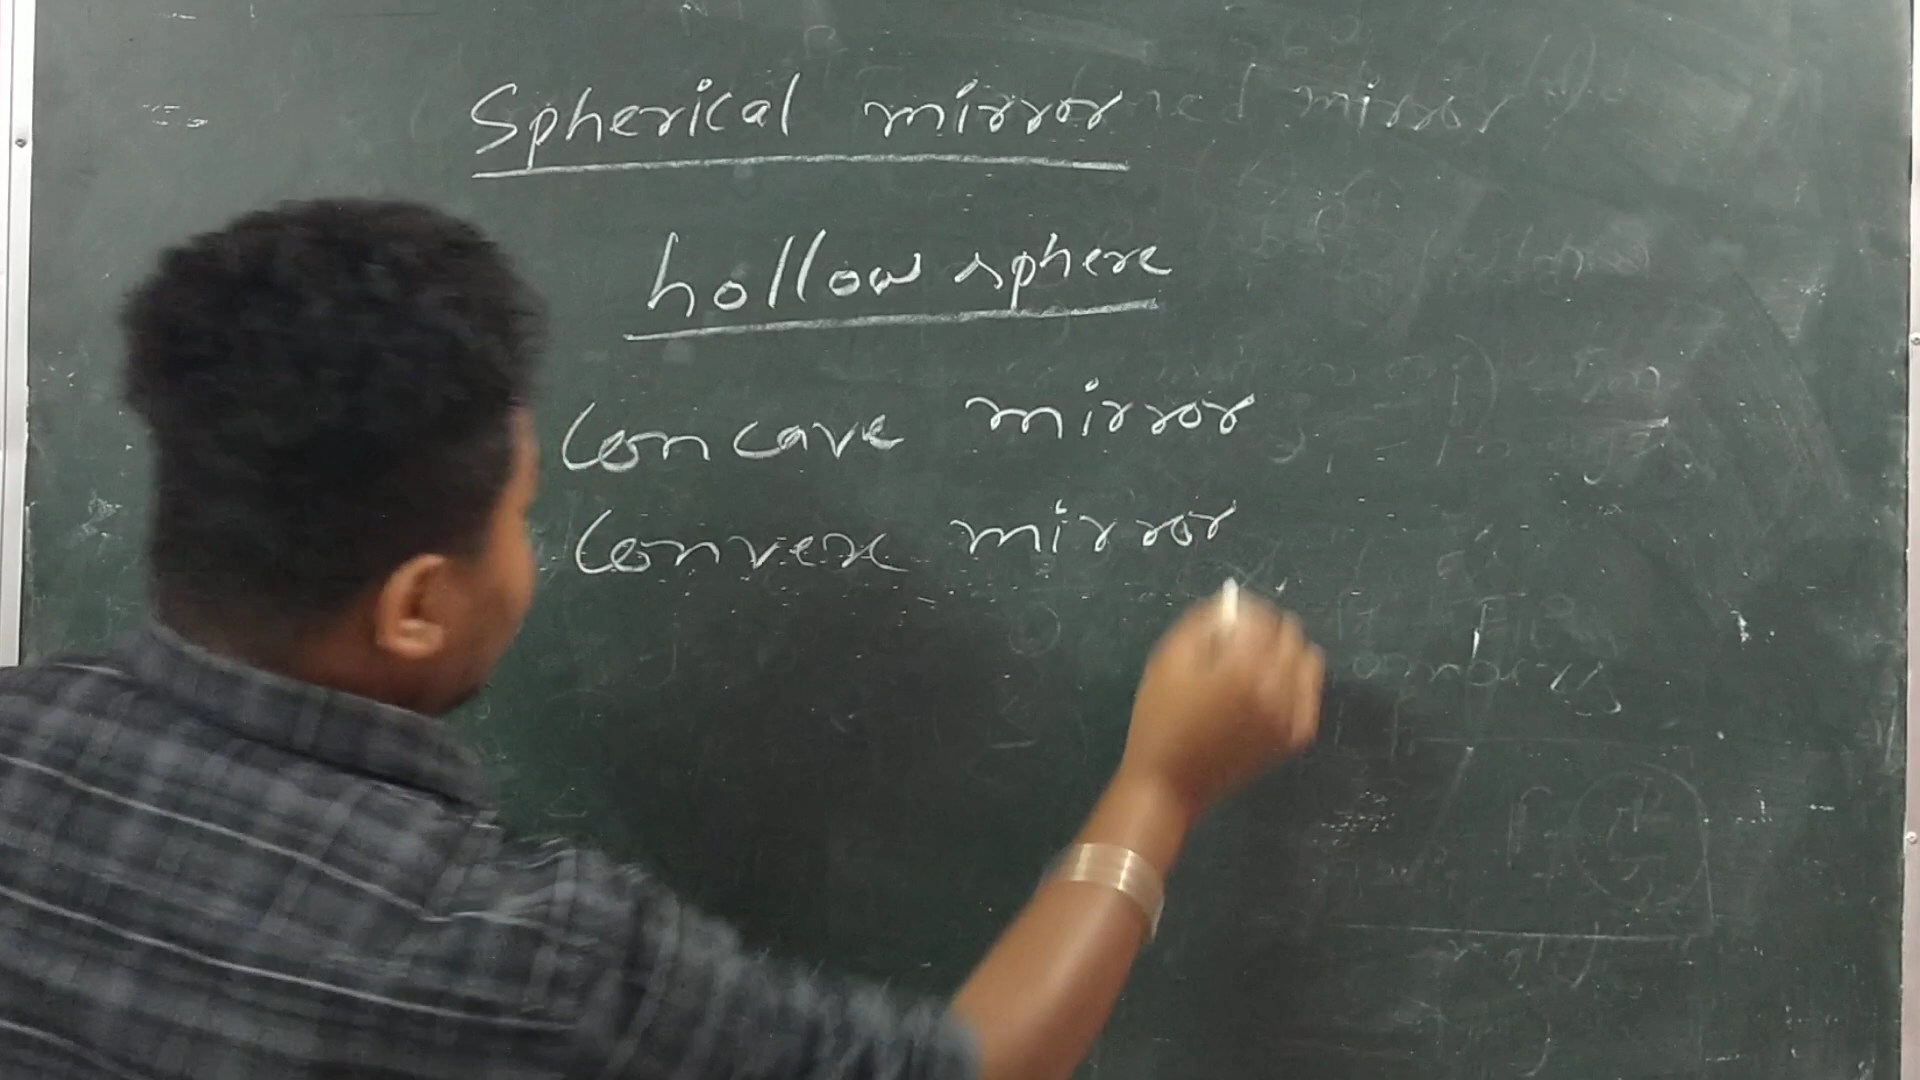 Spherical mirror
hollow sphere
Concave mirror
Convex mirror